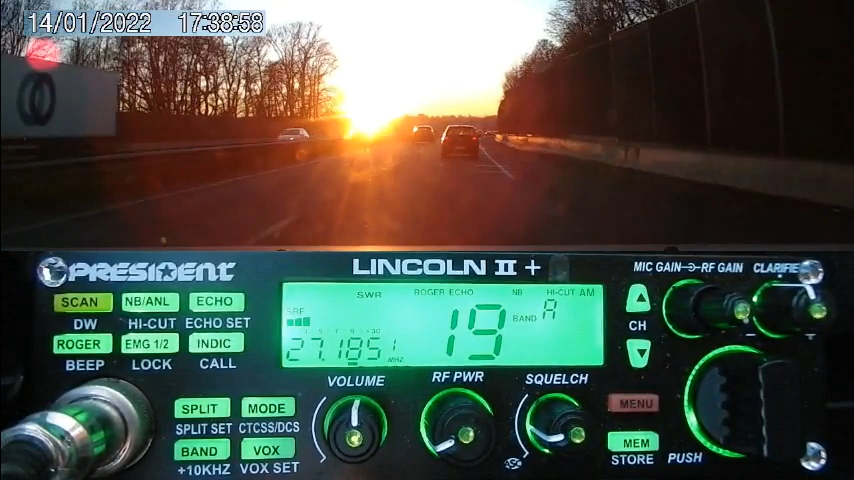 14/01/2022 17:38:58
PRESIDENT LINCOLN II + MIC GAIN RF GAIN CLARIFIER
SCAN NB/ANL ECHO
DW HI-CUT ECHO SET
ROGER EMG 1/2 INDIC
BEEP LOCK CALL
SWR ROGER ECHO NB HI-CUT AM
SRF
19 BAND A
27.1851 MHZ
CH
VOLUME RF PWR SQUELCH
SPLIT MODE
SPLIT SET CTCSS/DCS
BAND VOX
+10KHZ VOX SET
MENU
MEM
STORE PUSH